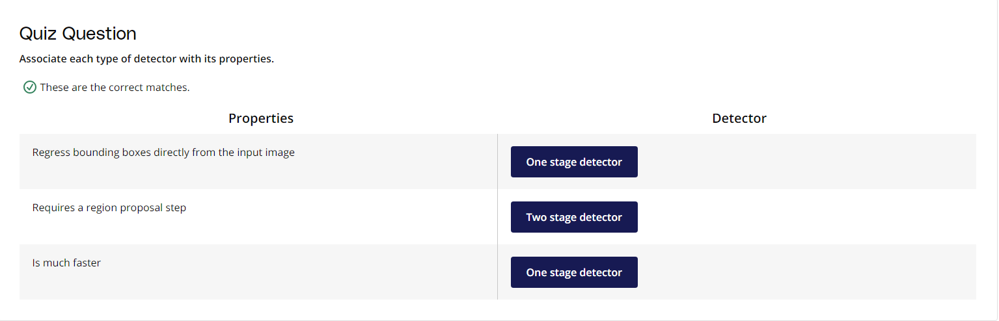 Quiz Question
Associate each type of detector with its properties.
These are the correct matches.
Properties
Detector
Regress bounding boxes directly from the input image
One stage detector
Requires a region proposal step
Two stage detector
Is much faster
One stage detector